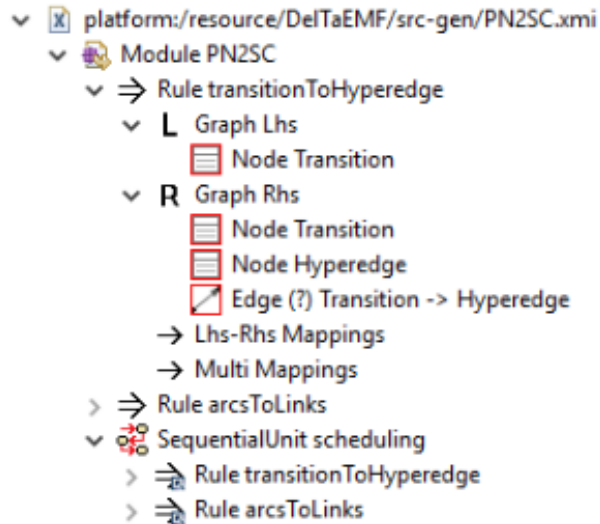 platform:/resource/DelTaEMF/src-gen/PN2SC.xmi
Module PN2SC
Rule transitionToHyperedge
L Graph Lhs
Node Transition
R Graph Rhs
Node Transition
Node Hyperedge
Edge (?) Transition -> Hyperedge
Lhs-Rhs Mappings
Multi Mappings
Rule arcsToLinks
SequentialUnit scheduling
Rule transitionToHyperedge
Rule arcsToLinks